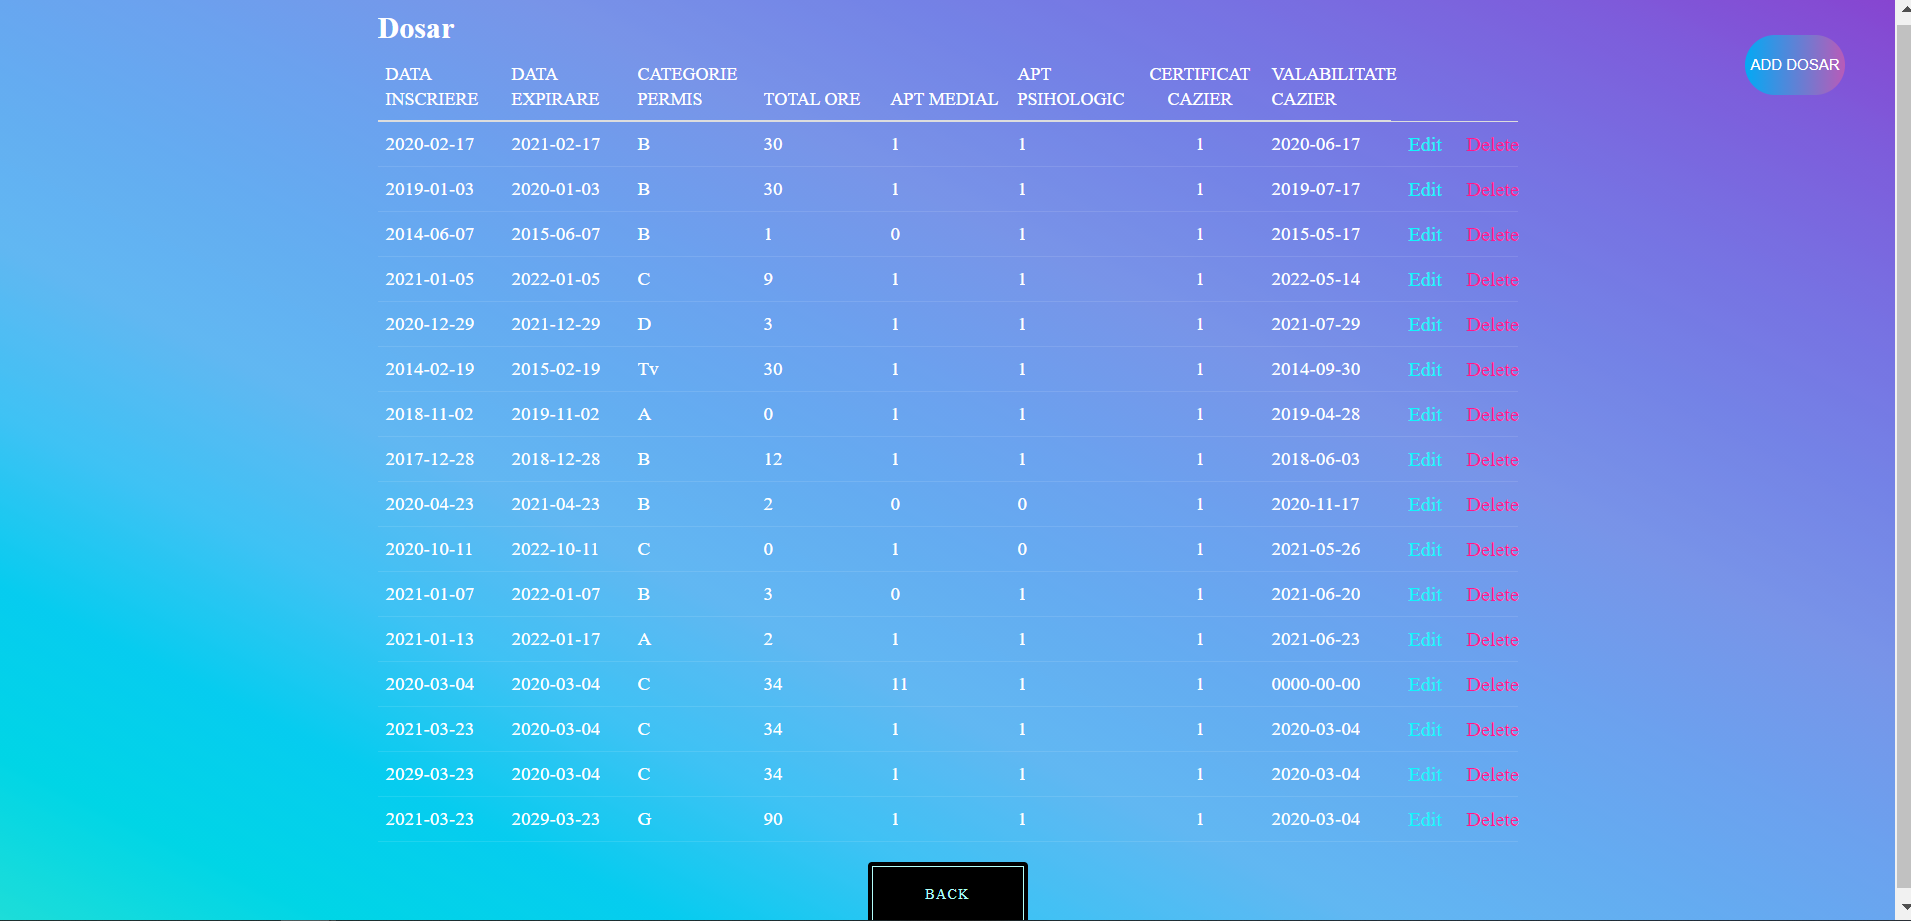 Dosar
ADD DOSAR
DATA INSCRIERE DATA EXPIRARE CATEGORIE PERMIS TOTAL ORE APT MEDIAL APT PSIHOLOGIC CERTIFICAT CAZIER VALABILITATE CAZIER
2020-02-17 2021-02-17 B 30 1 1 1 2020-06-17 Edit Delete
2019-01-03 2020-01-03 B 30 1 1 1 2019-07-17 Edit Delete
2014-06-07 2015-06-07 B 1 0 1 1 2015-05-17 Edit Delete
2021-01-05 2022-01-05 C 9 1 1 1 2022-05-14 Edit Delete
2020-12-29 2021-12-29 D 3 1 1 1 2021-07-29 Edit Delete
2014-02-19 2015-02-19 Tv 30 1 1 1 2014-09-30 Edit Delete
2018-11-02 2019-11-02 A 0 1 1 1 2019-04-28 Edit Delete
2017-12-28 2018-12-28 B 12 1 1 1 2018-06-03 Edit Delete
2020-04-23 2021-04-23 B 2 0 0 1 2020-11-17 Edit Delete
2020-10-11 2022-10-11 C 0 1 0 1 2021-05-26 Edit Delete
2021-01-07 2022-01-07 B 3 0 1 1 2021-06-20 Edit Delete
2021-01-13 2022-01-17 A 2 1 1 1 2021-06-23 Edit Delete
2020-03-04 2020-03-04 C 34 11 1 1 0000-00-00 Edit Delete
2021-03-23 2020-03-04 C 34 1 1 1 2020-03-04 Edit Delete
2029-03-23 2020-03-04 C 34 1 1 1 2020-03-04 Edit Delete
2021-03-23 2029-03-23 G 90 1 1 1 2020-03-04 Edit Delete
BACK